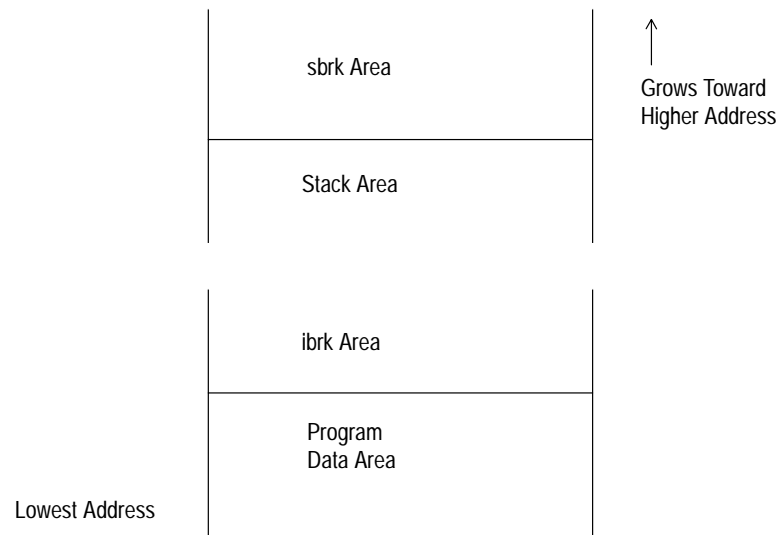 sbrk Area
Grows Toward
Higher Address
Stack Area
ibrk Area
Program
Data Area
Lowest Address